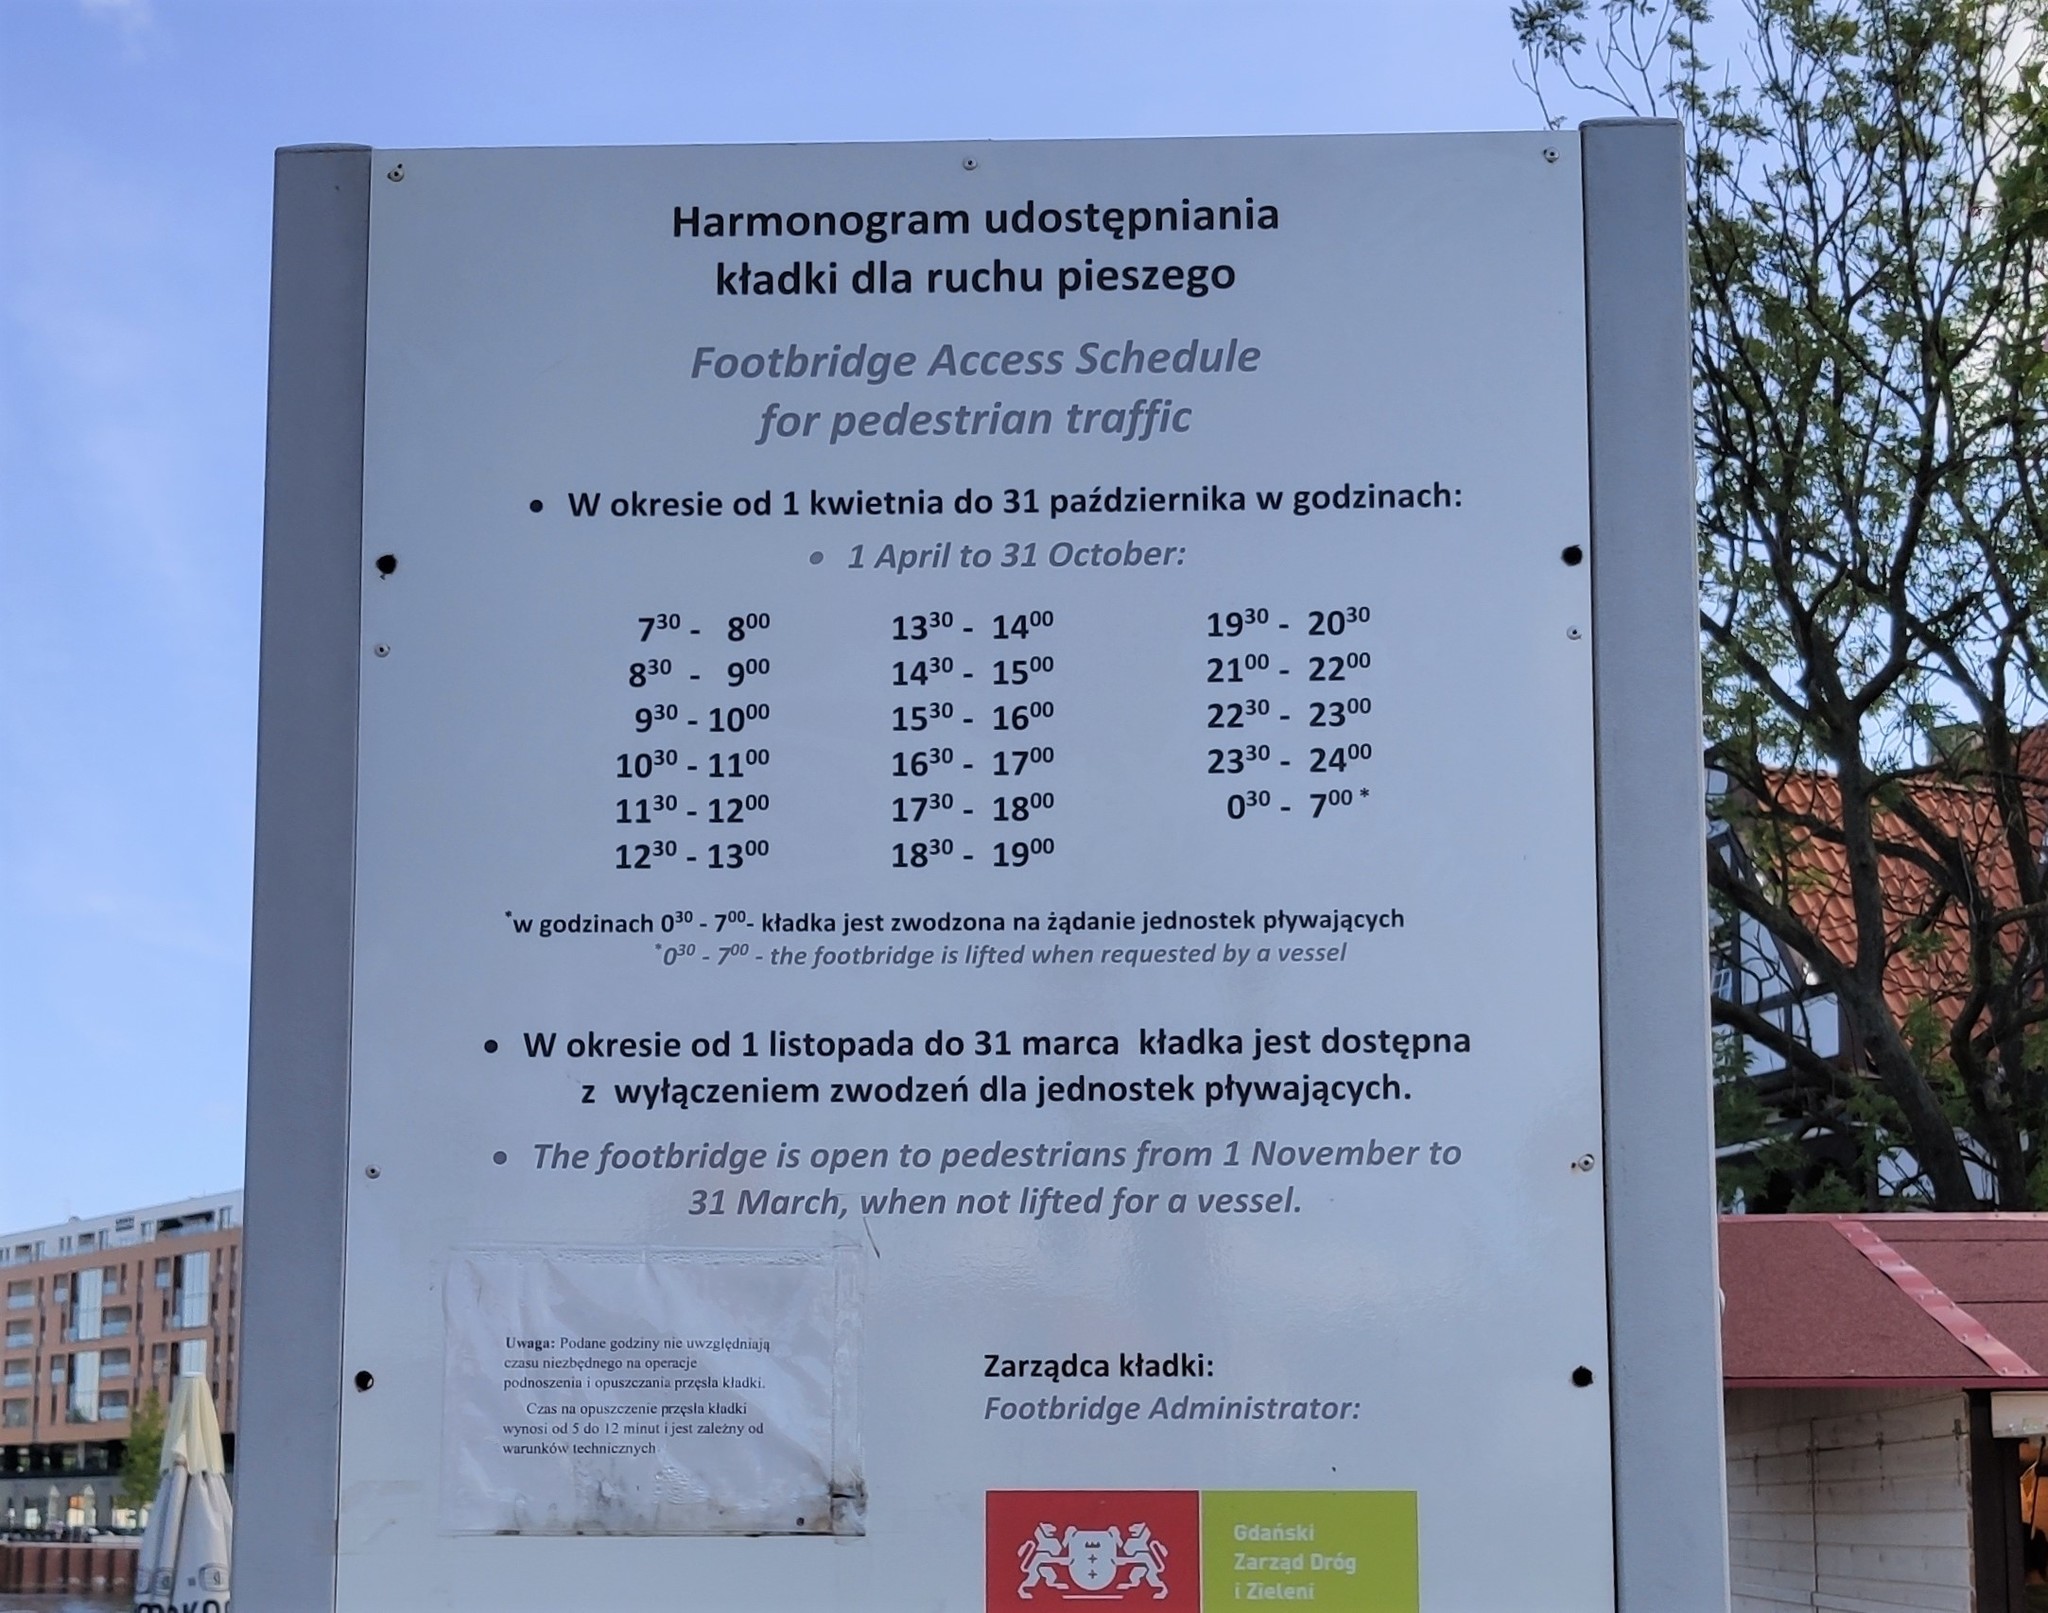 Harmonogram udostępniania
kładki dla ruchu pieszego
Footbridge Access Schedule
for pedestrian traffic
• W okresie od 1 kwietnia do 31 października w godzinach:
• 1 April to 31 October:
7³⁰ - 8⁰⁰ 13³⁰ - 14⁰⁰ 19³⁰ - 20³⁰
8³⁰ - 9⁰⁰ 14³⁰ - 15⁰⁰ 21⁰⁰ - 22⁰⁰
9³⁰ - 10⁰⁰ 15³⁰ - 16⁰⁰ 22³⁰ - 23⁰⁰
10³⁰ - 11⁰⁰ 16³⁰ - 17⁰⁰ 23³⁰ - 24⁰⁰
11³⁰ - 12⁰⁰ 17³⁰ - 18⁰⁰ 0³⁰ - 7⁰⁰ *
12³⁰ - 13⁰⁰ 18³⁰ - 19⁰⁰
*w godzinach 0³⁰ - 7⁰⁰- kładka jest zwodzona na żądanie jednostek pływających
*0³⁰ - 7⁰⁰ - the footbridge is lifted when requested by a vessel
• W okresie od 1 listopada do 31 marca kładka jest dostępna
z wyłączeniem zwodzeń dla jednostek pływających.
• The footbridge is open to pedestrians from 1 November to
31 March, when not lifted for a vessel.
Uwaga: Podane godziny nie uwzględniają
czasu niezbędnego na operacje
podnoszenia i opuszczania przęsła kładki.
Czas na opuszczenie przęsła kładki
wynosi od 5 do 12 minut i jest zależny od
warunków technicznych
Zarządca kładki:
Footbridge Administrator:
Gdański
Zarząd Dróg
i Zieleni